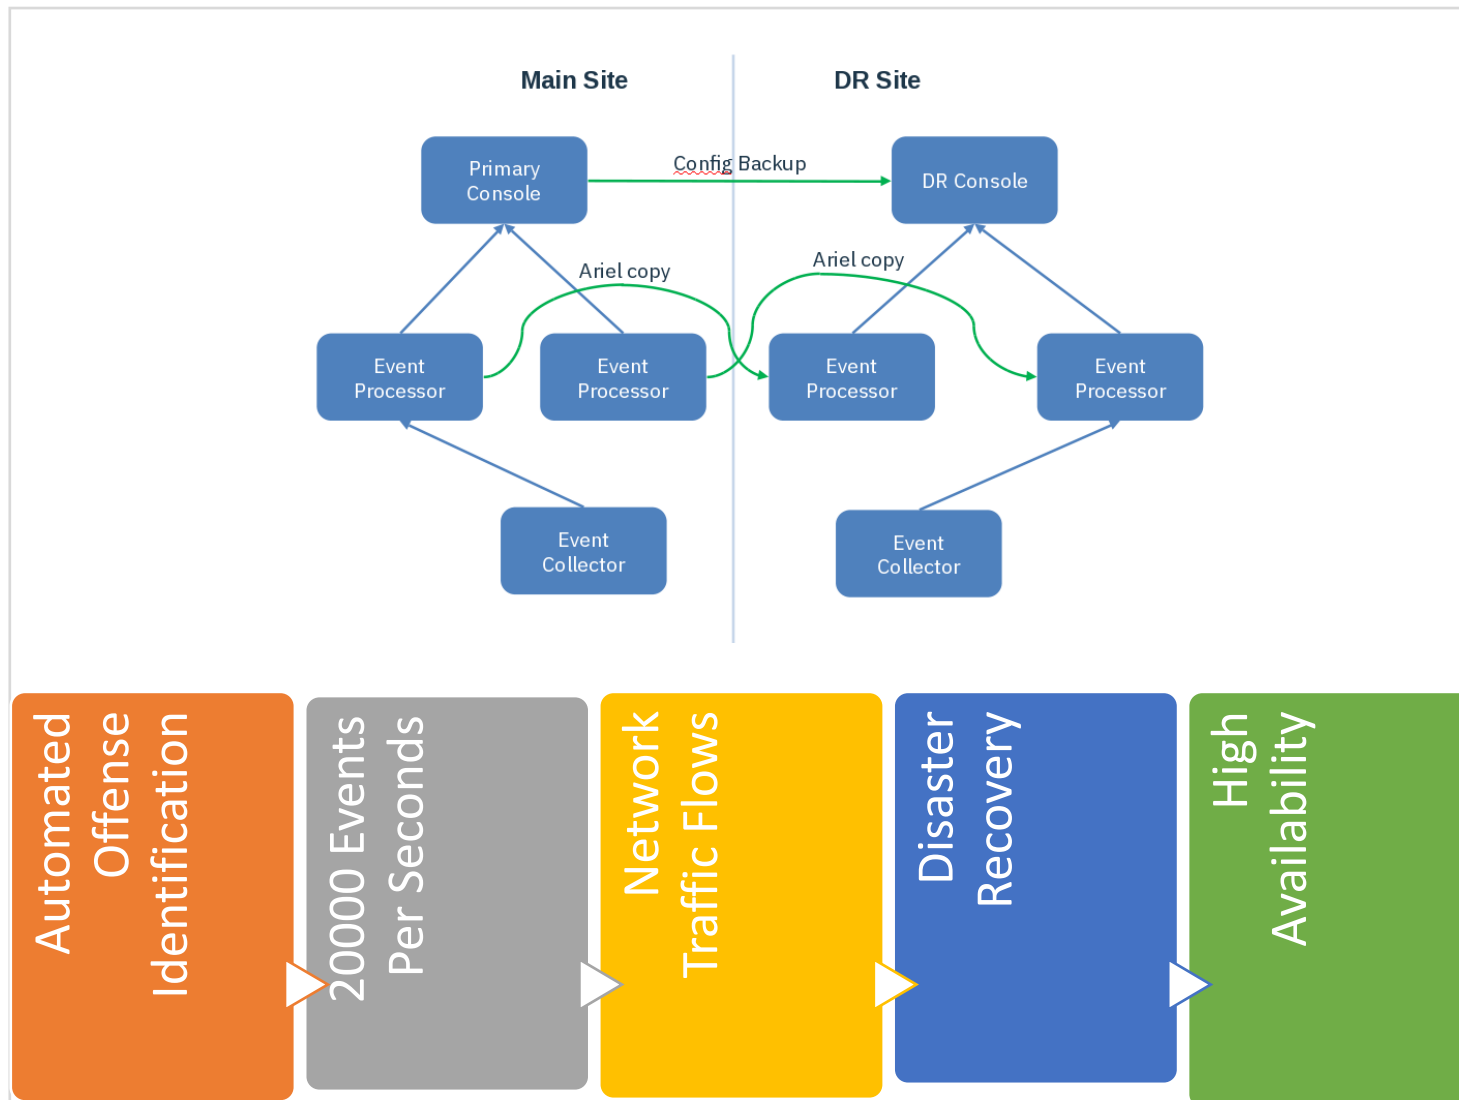 Main Site
DR Site
Primary
Console
Config Backup
DR Console
Ariel copy
Ariel copy
Event
Processor
Event
Processor
Event
Processor
Event
Processor
Event
Collector
Event
Collector
Automated
Offense
Identification
20000 Events
Per Seconds
Network
Traffic Flows
Disaster
Recovery
High
Availability